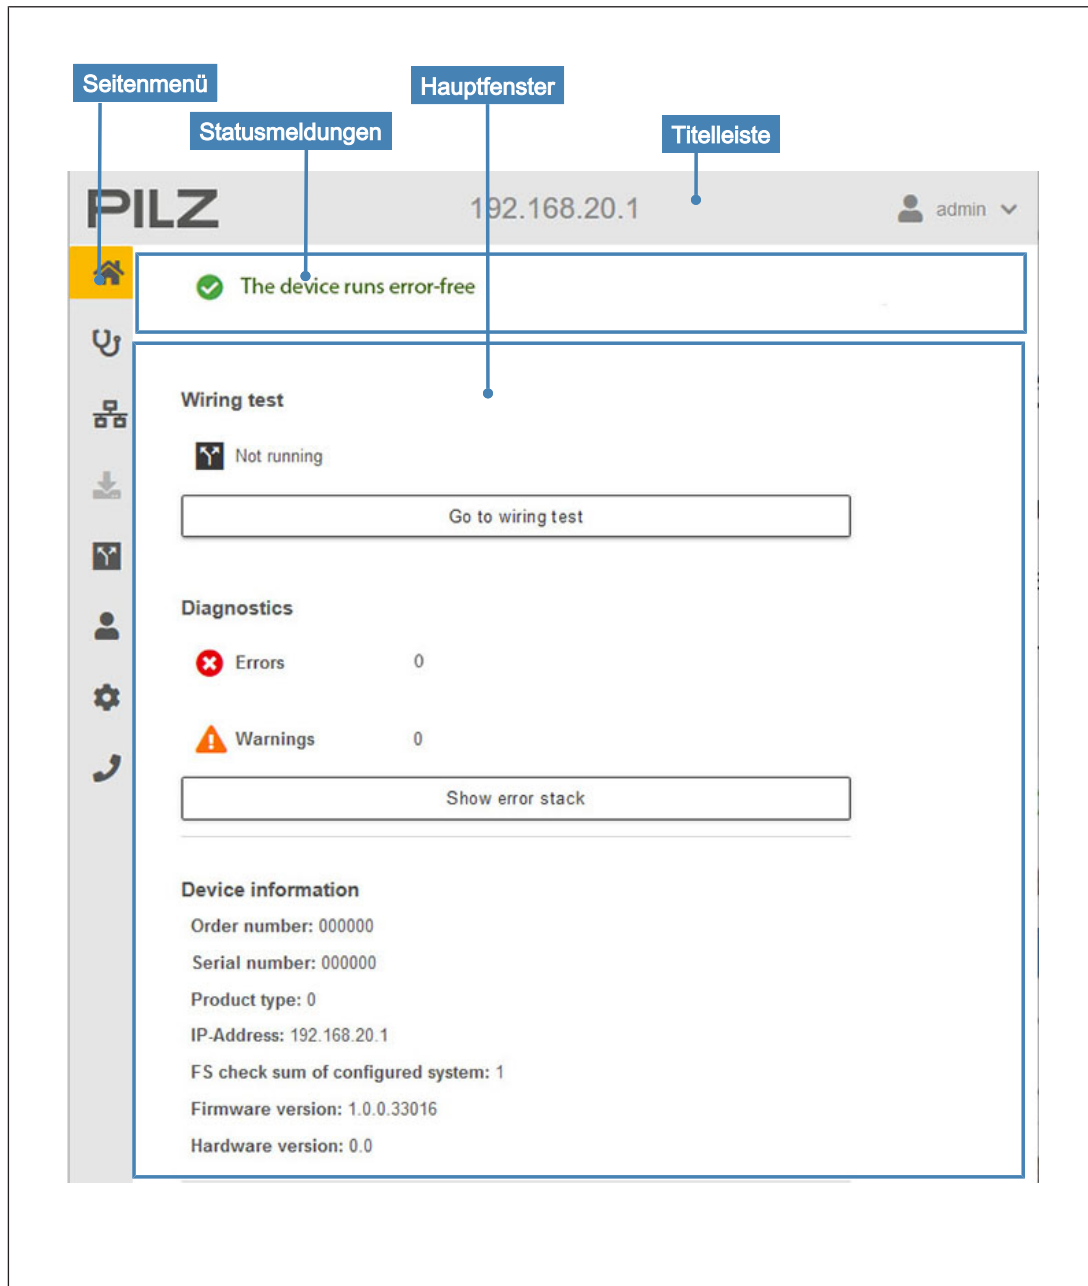 Seitenmenü
Hauptfenster
Statusmeldungen
Titelleiste
PILZ
192.168.20.1
admin
The device runs error-free
Wiring test
Not running
Go to wiring test
Diagnostics
Errors 0
Warnings 0
Show error stack
Device information
Order number: 000000
Serial number: 000000
Product type: 0
IP-Address: 192.168.20.1
FS check sum of configured system: 1
Firmware version: 1.0.0.33016
Hardware version: 0.0